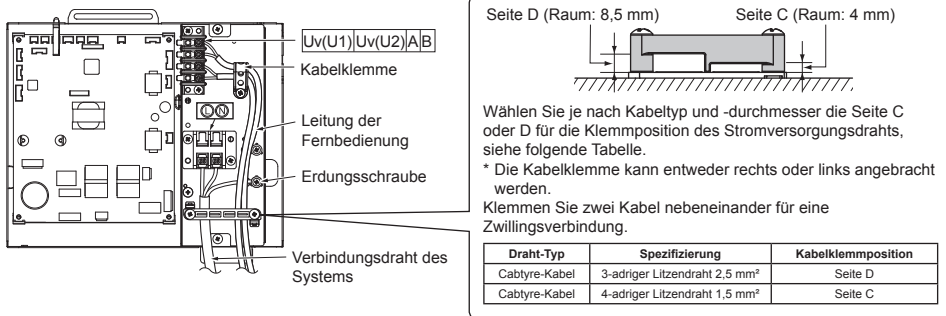 Uv(U1) Uv(U2) A B
Kabelklemme
L N
Leitung der
Fernbedienung
Erdungsschraube
Verbindungsdraht des
Systems
Seite D (Raum: 8,5 mm)
Seite C (Raum: 4 mm)
Wählen Sie je nach Kabeltyp und -durchmesser die Seite C
oder D für die Klemmposition des Stromversorgungsdrahts,
siehe folgende Tabelle.
* Die Kabelklemme kann entweder rechts oder links angebracht
werden.
Klemmen Sie zwei Kabel nebeneinander für eine
Zwillingsverbindung.
Draht-Typ Spezifizierung Kabelklemmposition
Cabtyre-Kabel 3-adriger Litzendraht 2,5 mm² Seite D
Cabtyre-Kabel 4-adriger Litzendraht 1,5 mm² Seite C